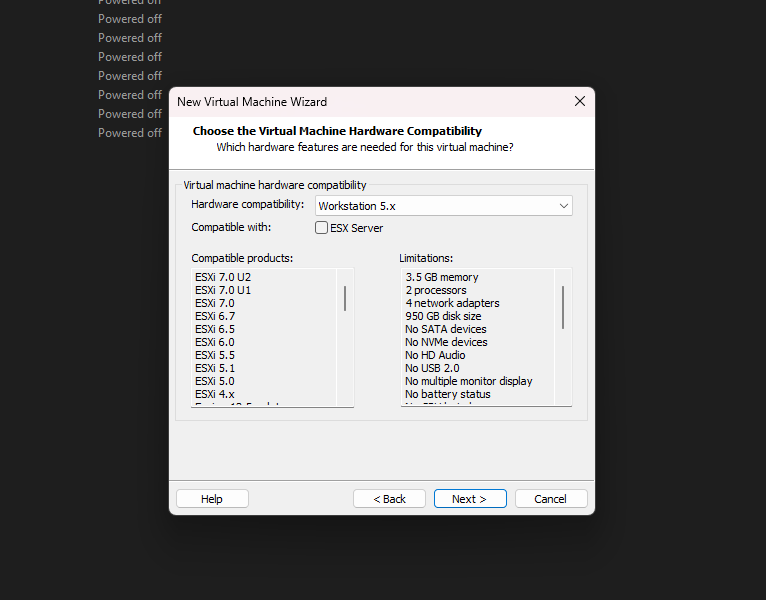 Powered off
Powered off
Powered off
Powered off
Powered off
Powered off
Powered off
Powered off
New Virtual Machine Wizard
Choose the Virtual Machine Hardware Compatibility
Which hardware features are needed for this virtual machine?
Virtual machine hardware compatibility
Hardware compatibility: Workstation 5.x
Compatible with: ESX Server
Compatible products:
ESXi 7.0 U2
ESXi 7.0 U1
ESXi 7.0
ESXi 6.7
ESXi 6.5
ESXi 6.0
ESXi 5.5
ESXi 5.1
ESXi 5.0
ESXi 4.x
Limitations:
3.5 GB memory
2 processors
4 network adapters
950 GB disk size
No SATA devices
No NVMe devices
No HD Audio
No USB 2.0
No multiple monitor display
No battery status
Help < Back Next > Cancel